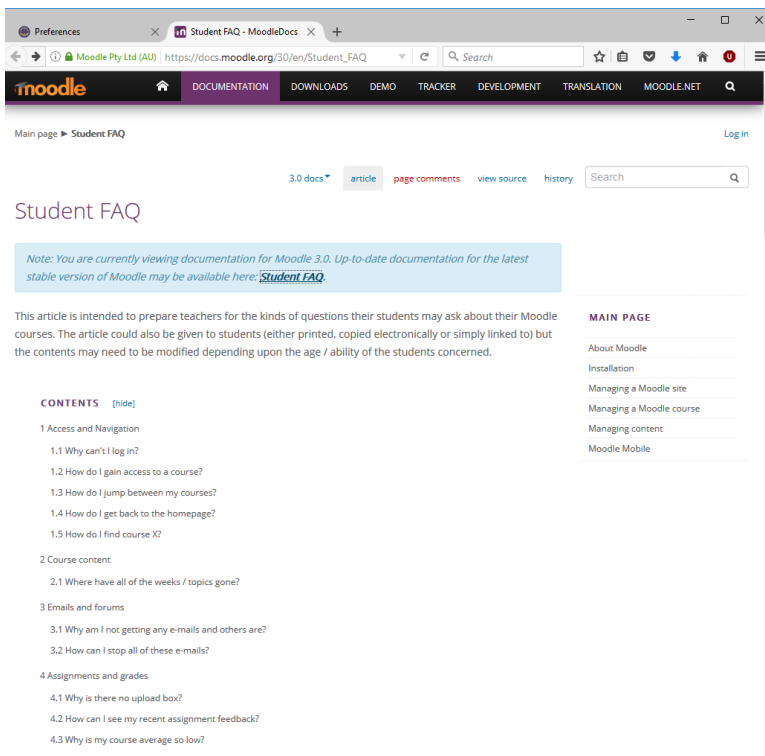 Preferences
Student FAQ - MoodleDocs
Moodle Pty Ltd (AU) https://docs.moodle.org/30/en/Student_FAQ Search
moodle DOCUMENTATION DOWNLOADS DEMO TRACKER DEVELOPMENT TRANSLATION MOODLE.NET
Main page ► Student FAQ Log in
3.0 docs article page comments view source history Search
Student FAQ
Note: You are currently viewing documentation for Moodle 3.0. Up-to-date documentation for the latest
stable version of Moodle may be available here: Student FAQ.
This article is intended to prepare teachers for the kinds of questions their students may ask about their Moodle
courses. The article could also be given to students (either printed, copied electronically or simply linked to) but
the contents may need to be modified depending upon the age / ability of the students concerned.
MAIN PAGE
About Moodle
Installation
Managing a Moodle site
Managing a Moodle course
Managing content
Moodle Mobile
CONTENTS [hide]
1 Access and Navigation
1.1 Why can't I log in?
1.2 How do I gain access to a course?
1.3 How do I jump between my courses?
1.4 How do I get back to the homepage?
1.5 How do I find course X?
2 Course content
2.1 Where have all of the weeks / topics gone?
3 Emails and forums
3.1 Why am I not getting any e-mails and others are?
3.2 How can I stop all of these e-mails?
4 Assignments and grades
4.1 Why is there no upload box?
4.2 How can I see my recent assignment feedback?
4.3 Why is my course average so low?